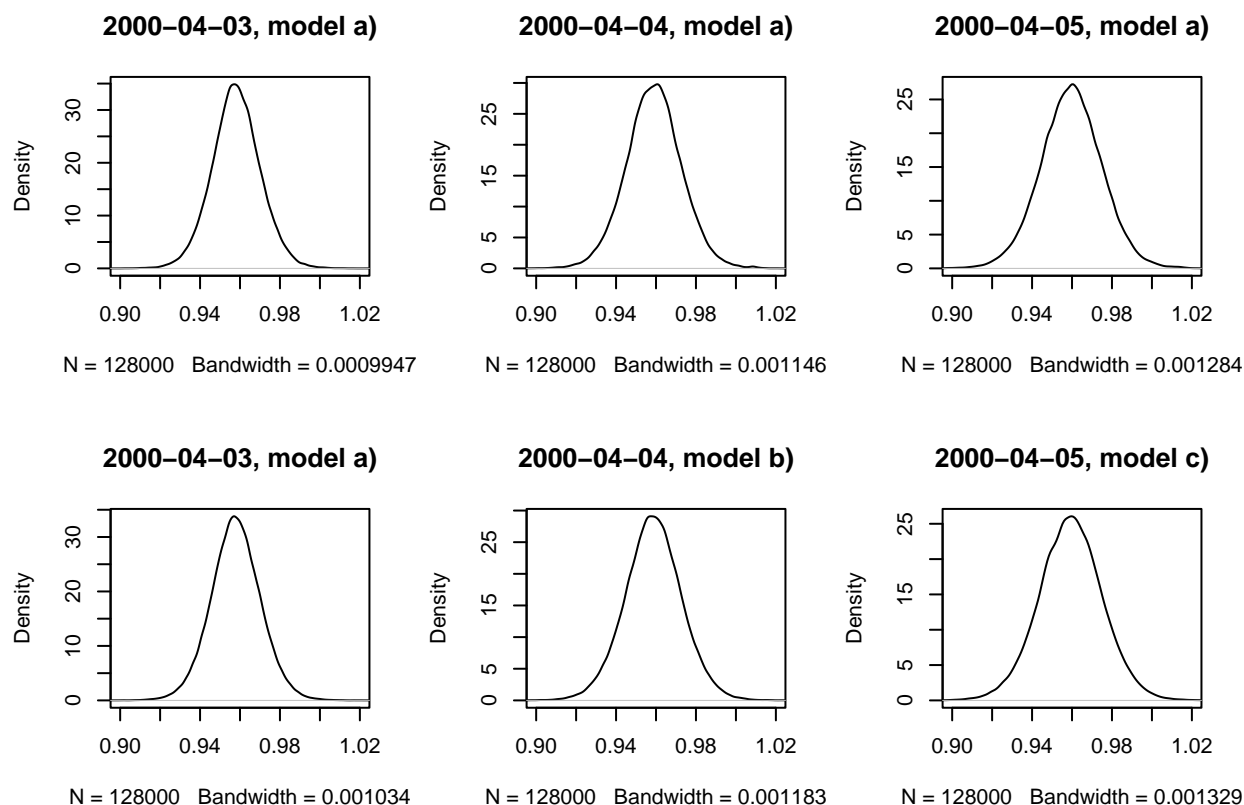 2000−04−03, model a)
Density
0 10 20 30
0.90 0.94 0.98 1.02
N = 128000 Bandwidth = 0.0009947
2000−04−04, model a)
Density
0 5 15 25
0.90 0.94 0.98 1.02
N = 128000 Bandwidth = 0.001146
2000−04−05, model a)
Density
0 5 15 25
0.90 0.94 0.98 1.02
N = 128000 Bandwidth = 0.001284
2000−04−03, model a)
Density
0 10 20 30
0.90 0.94 0.98 1.02
N = 128000 Bandwidth = 0.001034
2000−04−04, model b)
Density
0 5 15 25
0.90 0.94 0.98 1.02
N = 128000 Bandwidth = 0.001183
2000−04−05, model c)
Density
0 5 15 25
0.90 0.94 0.98 1.02
N = 128000 Bandwidth = 0.001329